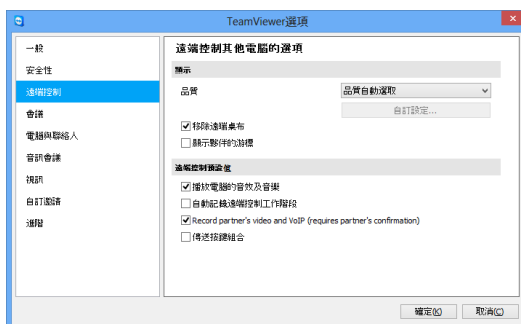 TeamViewer選項
一般
安全性
遠端控制
會議
電腦與聯絡人
音訊會議
視訊
自訂邀請
進階
遠端控制其他電腦的選項
顯示
品質
品質自動選取
自訂設定...
移除遠端桌布
顯示夥伴的游標
遠端控制預設值
播放電腦的音效及音樂
自動記錄遠端控制工作階段
Record partner's video and VoIP (requires partner's confirmation)
傳送按鍵組合
確定(K)
取消(C)